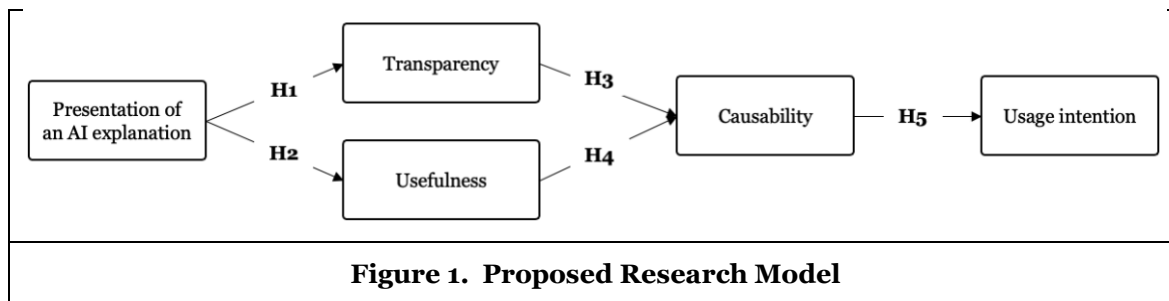 Presentation of
an AI explanation
H1
H2
Transparency
Usefulness
H3
H4
Causability
H5
Usage intention
Figure 1. Proposed Research Model